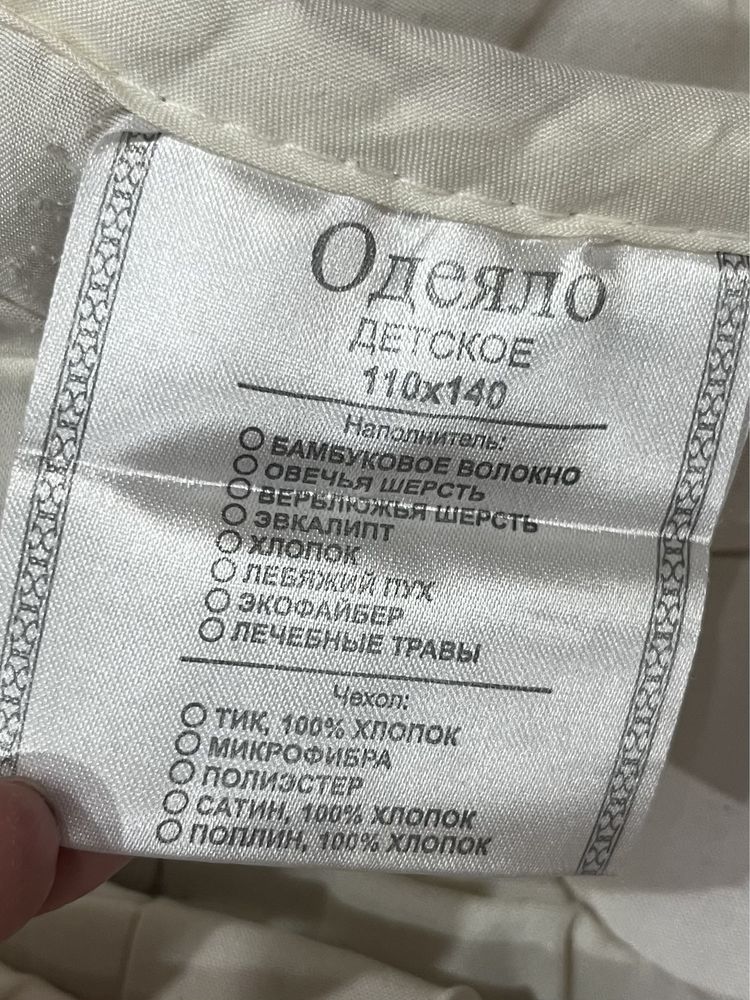 Одеяло
ДЕТСКОЕ
110х140
Наполнитель:
БАМБУКОВОЕ ВОЛОКНО
ОВЕЧЬЯ ШЕРСТЬ
ВЕРБЛЮЖЬЯ ШЕРСТЬ
ЭВКАЛИПТ
ХЛОПОК
ЛЕБЯЖИЙ ПУХ
ЭКОФАЙБЕР
ЛЕЧЕБНЫЕ ТРАВЫ
Чехол:
ТИК, 100% ХЛОПОК
МИКРОФИБРА
ПОЛИЭСТЕР
САТИН, 100% ХЛОПОК
ПОПЛИН, 100% ХЛОПОК